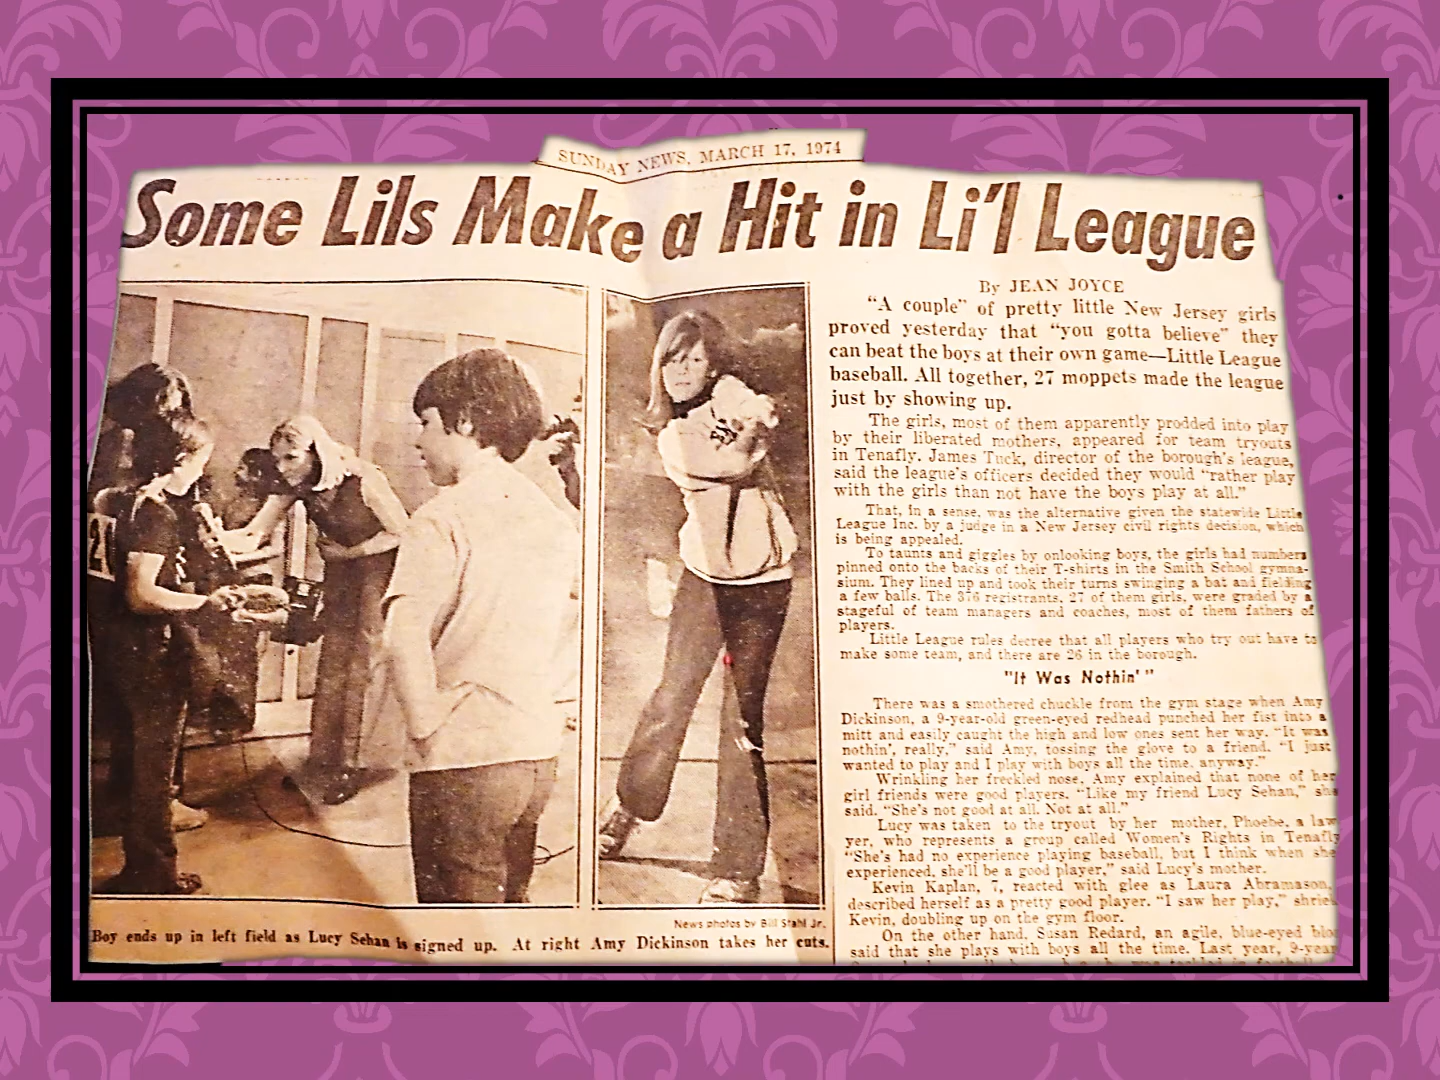 SUNDAY NEWS, MARCH 17, 1974
Some Lils Make a Hit in Li'l League
News photos by Bill Stahl Jr.
Boy ends up in left field as Lucy Sehan is signed up. At right Amy Dickinson takes her cuts.
By JEAN JOYCE
"A couple" of pretty little New Jersey girls
proved yesterday that "you gotta believe" they
can beat the boys at their own game—Little League
baseball. All together, 27 moppets made the league
just by showing up.
The girls, most of them apparently prodded into play
by their liberated mothers, appeared for team tryouts
in Tenafly. James Tuck, director of the borough's league,
said the league's officers decided they would "rather play
with the girls than not have the boys play at all."
That, in a sense, was the alternative given the statewide Little
League Inc. by a judge in a New Jersey civil rights decision, which
is being appealed.
To taunts and giggles by onlooking boys, the girls had numbers
pinned onto the backs of their T-shirts in the Smith School gymna-
sium. They lined up and took their turns swinging a bat and fielding
a few balls. The 376 registrants, 27 of them girls, were graded by a
stageful of team managers and coaches, most of them fathers of
players.
Little League rules decree that all players who try out have to
make some team, and there are 26 in the borough.
"It Was Nothin' "
There was a smothered chuckle from the gym stage when Amy
Dickinson, a 9-year-old green-eyed redhead punched her fist into a
mitt and easily caught the high and low ones sent her way. "It was
nothin', really," said Amy, tossing the glove to a friend. "I just
wanted to play and I play with boys all the time, anyway."
Wrinkling her freckled nose, Amy explained that none of her
girl friends were good players. "Like my friend Lucy Sehan," she
said. "She's not good at all. Not at all."
Lucy was taken to the tryout by her mother, Phoebe, a law
yer, who represents a group called Women's Rights in Tenafly
"She's had no experience playing baseball, but I think when she
experienced, she'll be a good player," said Lucy's mother.
Kevin Kaplan, 7, reacted with glee as Laura Abramason,
described herself as a pretty good player. "I saw her play," shrie
Kevin, doubling up on the gym floor.
On the other hand, Susan Redard, an agile, blue-eyed blo
said that she plays with boys all the time. Last year, 9-year
20